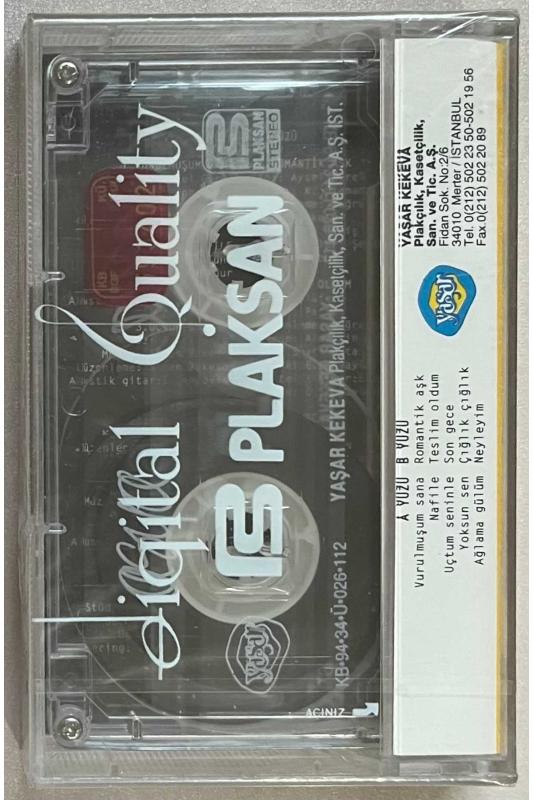 digital Quality
PLAKSAN
PLAKSAN
STEREO
Yaşar
KB•94•34•Ü•026•112 YAŞAR KEKEVA Plakçılık, Kasetçilik, San. ve Tic. A.Ş. İST.
AÇINIZ
A YÜZÜ B YÜZÜ
Vurulmuşum sana Romantik aşk
Nafile Teslim oldum
Uçtum seninle Son gece
Yoksun sen Çığlık çığlık
Ağlama gülüm Neyleyim
Yaşar
YAŞAR KEKEVA
Plakçılık, Kasetçilik,
San. ve Tic. A.Ş.
Fidan Sok. No:2/6
34010 Merter / İSTANBUL
Tel. 0(212) 502 23 50-502 19 56
Fax.0(212) 502 20 89